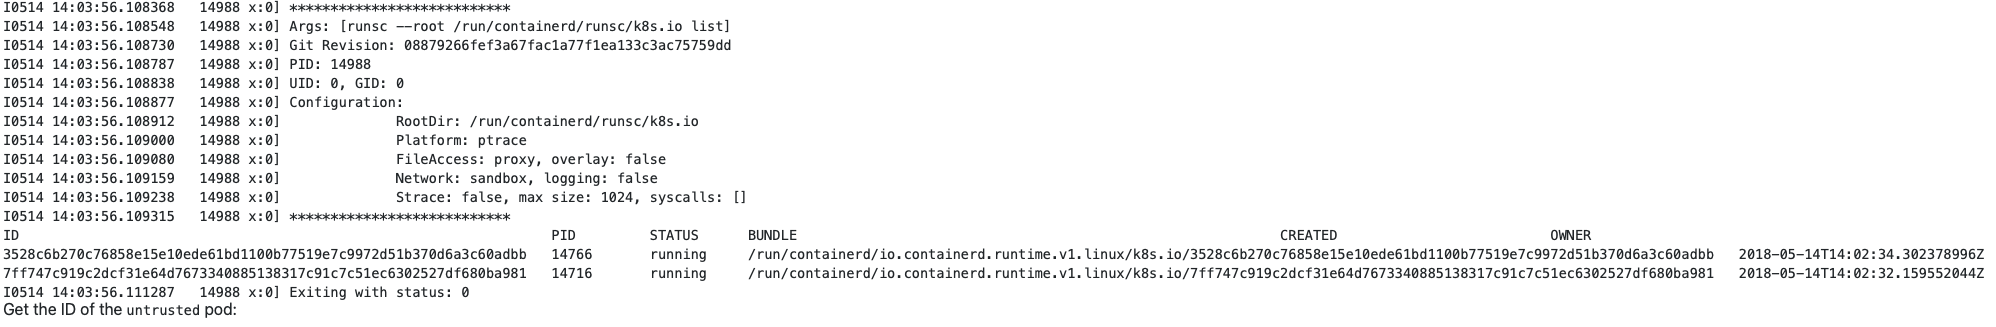 I0514 14:03:56.108368   14988 x:0] ***************************
I0514 14:03:56.108548   14988 x:0] Args: [runsc --root /run/containerd/runsc/k8s.io list]
I0514 14:03:56.108730   14988 x:0] Git Revision: 08879266fef3a67fac1a77f1ea133c3ac75759dd
I0514 14:03:56.108787   14988 x:0] PID: 14988
I0514 14:03:56.108838   14988 x:0] UID: 0, GID: 0
I0514 14:03:56.108877   14988 x:0] Configuration:
I0514 14:03:56.108912   14988 x:0]              RootDir: /run/containerd/runsc/k8s.io
I0514 14:03:56.109000   14988 x:0]              Platform: ptrace
I0514 14:03:56.109080   14988 x:0]              FileAccess: proxy, overlay: false
I0514 14:03:56.109159   14988 x:0]              Network: sandbox, logging: false
I0514 14:03:56.109238   14988 x:0]              Strace: false, max size: 1024, syscalls: []
I0514 14:03:56.109315   14988 x:0] ***************************
ID                                                                 PID         STATUS      BUNDLE                                                           CREATED                          OWNER
3528c6b270c76858e15e10ede61bd1100b77519e7c9972d51b370d6a3c60adbb   14766       running     /run/containerd/io.containerd.runtime.v1.linux/k8s.io/3528c6b270c76858e15e10ede61bd1100b77519e7c9972d51b370d6a3c60adbb   2018-05-14T14:02:34.302378996Z
7ff747c919c2dcf31e64d7673340885138317c91c7c51ec6302527df680ba981   14716       running     /run/containerd/io.containerd.runtime.v1.linux/k8s.io/7ff747c919c2dcf31e64d7673340885138317c91c7c51ec6302527df680ba981   2018-05-14T14:02:32.159552044Z
I0514 14:03:56.111287   14988 x:0] Exiting with status: 0
Get the ID of the untrusted pod: